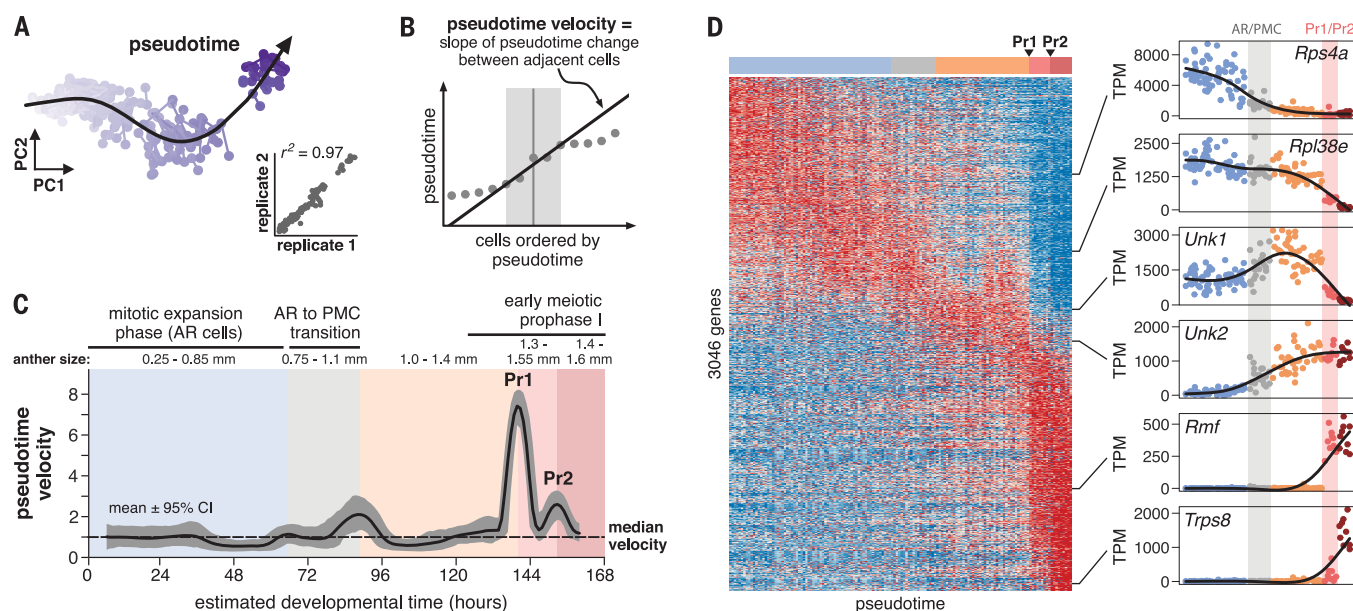 A
pseudotime
PC2
PC1
r² = 0.97
replicate 2
replicate 1
B
pseudotime velocity =
slope of pseudotime change
between adjacent cells
pseudotime
cells ordered by
pseudotime
C
mitotic expansion
phase (AR cells)
AR to PMC
transition
early meiotic
prophase I
anther size:
0.25 - 0.85 mm
0.75 - 1.1 mm
1.0 - 1.4 mm
1.3 -
1.55 mm
1.4 -
1.6 mm
pseudotime
velocity
8
6
4
2
0
Pr1
Pr2
mean ± 95% CI
median
velocity
0 24 48 72 96 120 144 168
estimated developmental time (hours)
D
Pr1 Pr2
3046 genes
pseudotime
AR/PMC
Pr1/Pr2
TPM
8000
4000
0
Rps4a
TPM
2500
1250
0
Rpl38e
TPM
3000
1500
0
Unk1
TPM
2000
1000
0
Unk2
TPM
500
250
0
Rmf
TPM
2000
1000
0
Trps8